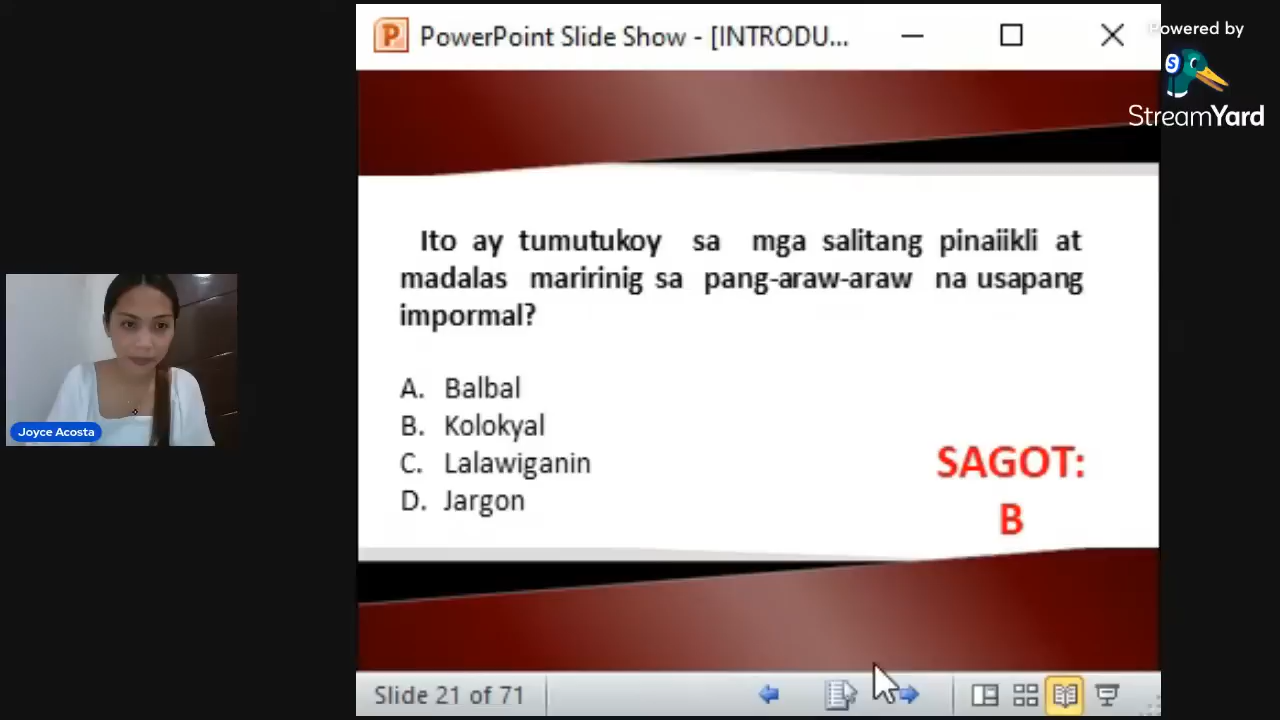 PowerPoint Slide Show - [INTRODU...
Powered by
StreamYard
Ito ay tumutukoy sa mga salitang pinaiikli at
madalas maririnig sa pang-araw-araw na usapang
impormal?
A. Balbal
B. Kolokyal
C. Lalawiganin
D. Jargon
SAGOT:
B
Joyce Acosta
Slide 21 of 71